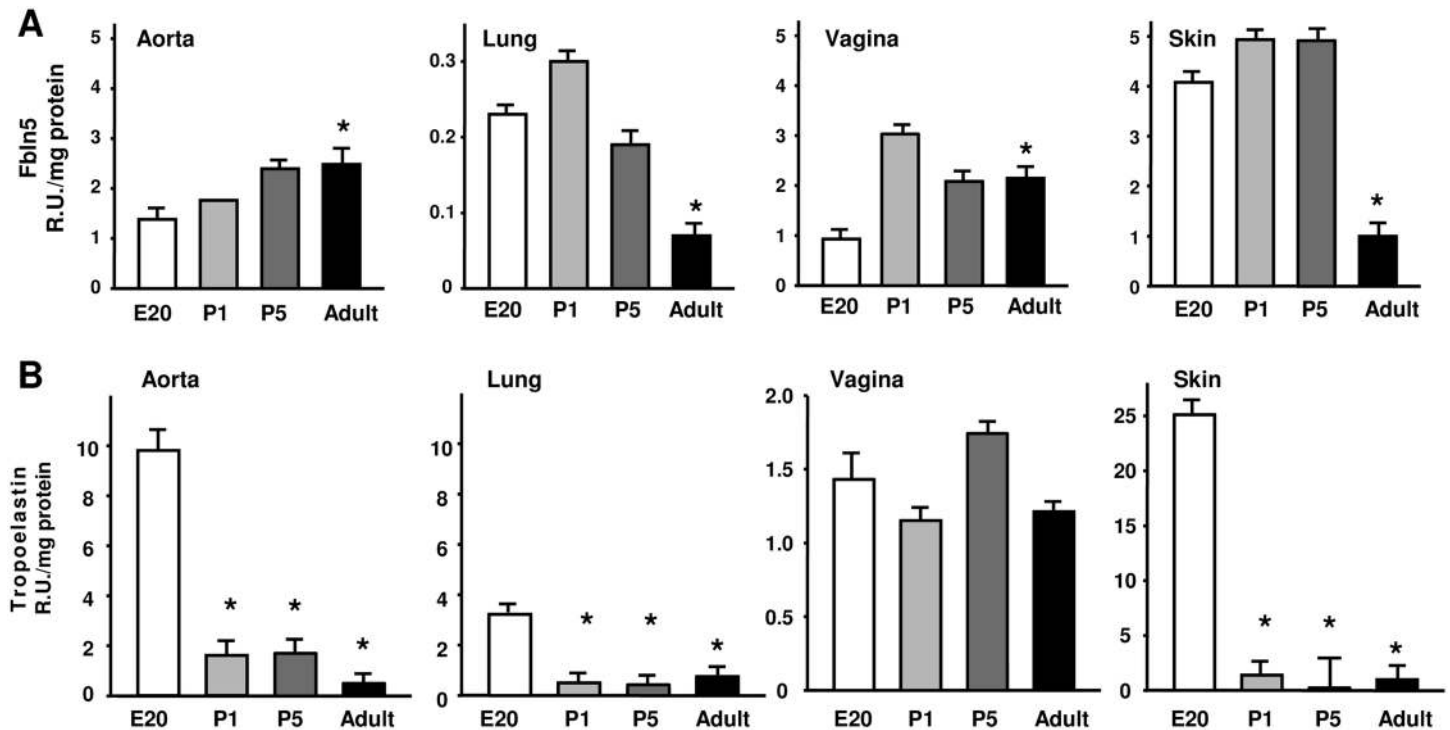 A
Aorta
Lung
Vagina
Skin
Fbln5
R.U./mg protein
5
4
3
2
1
0
*
E20 P1 P5 Adult
0.3
0.2
0.1
0
*
E20 P1 P5 Adult
5
4
3
2
1
0
*
E20 P1 P5 Adult
5
4
3
2
1
0
*
E20 P1 P5 Adult
B
Aorta
Lung
Vagina
Skin
Tropoelastin
R.U./mg protein
10
8
6
4
2
0
* * *
E20 P1 P5 Adult
10
8
6
4
2
0
* * *
E20 P1 P5 Adult
2.0
1.5
1.0
0.5
0
E20 P1 P5 Adult
25
20
15
10
5
0
* * *
E20 P1 P5 Adult